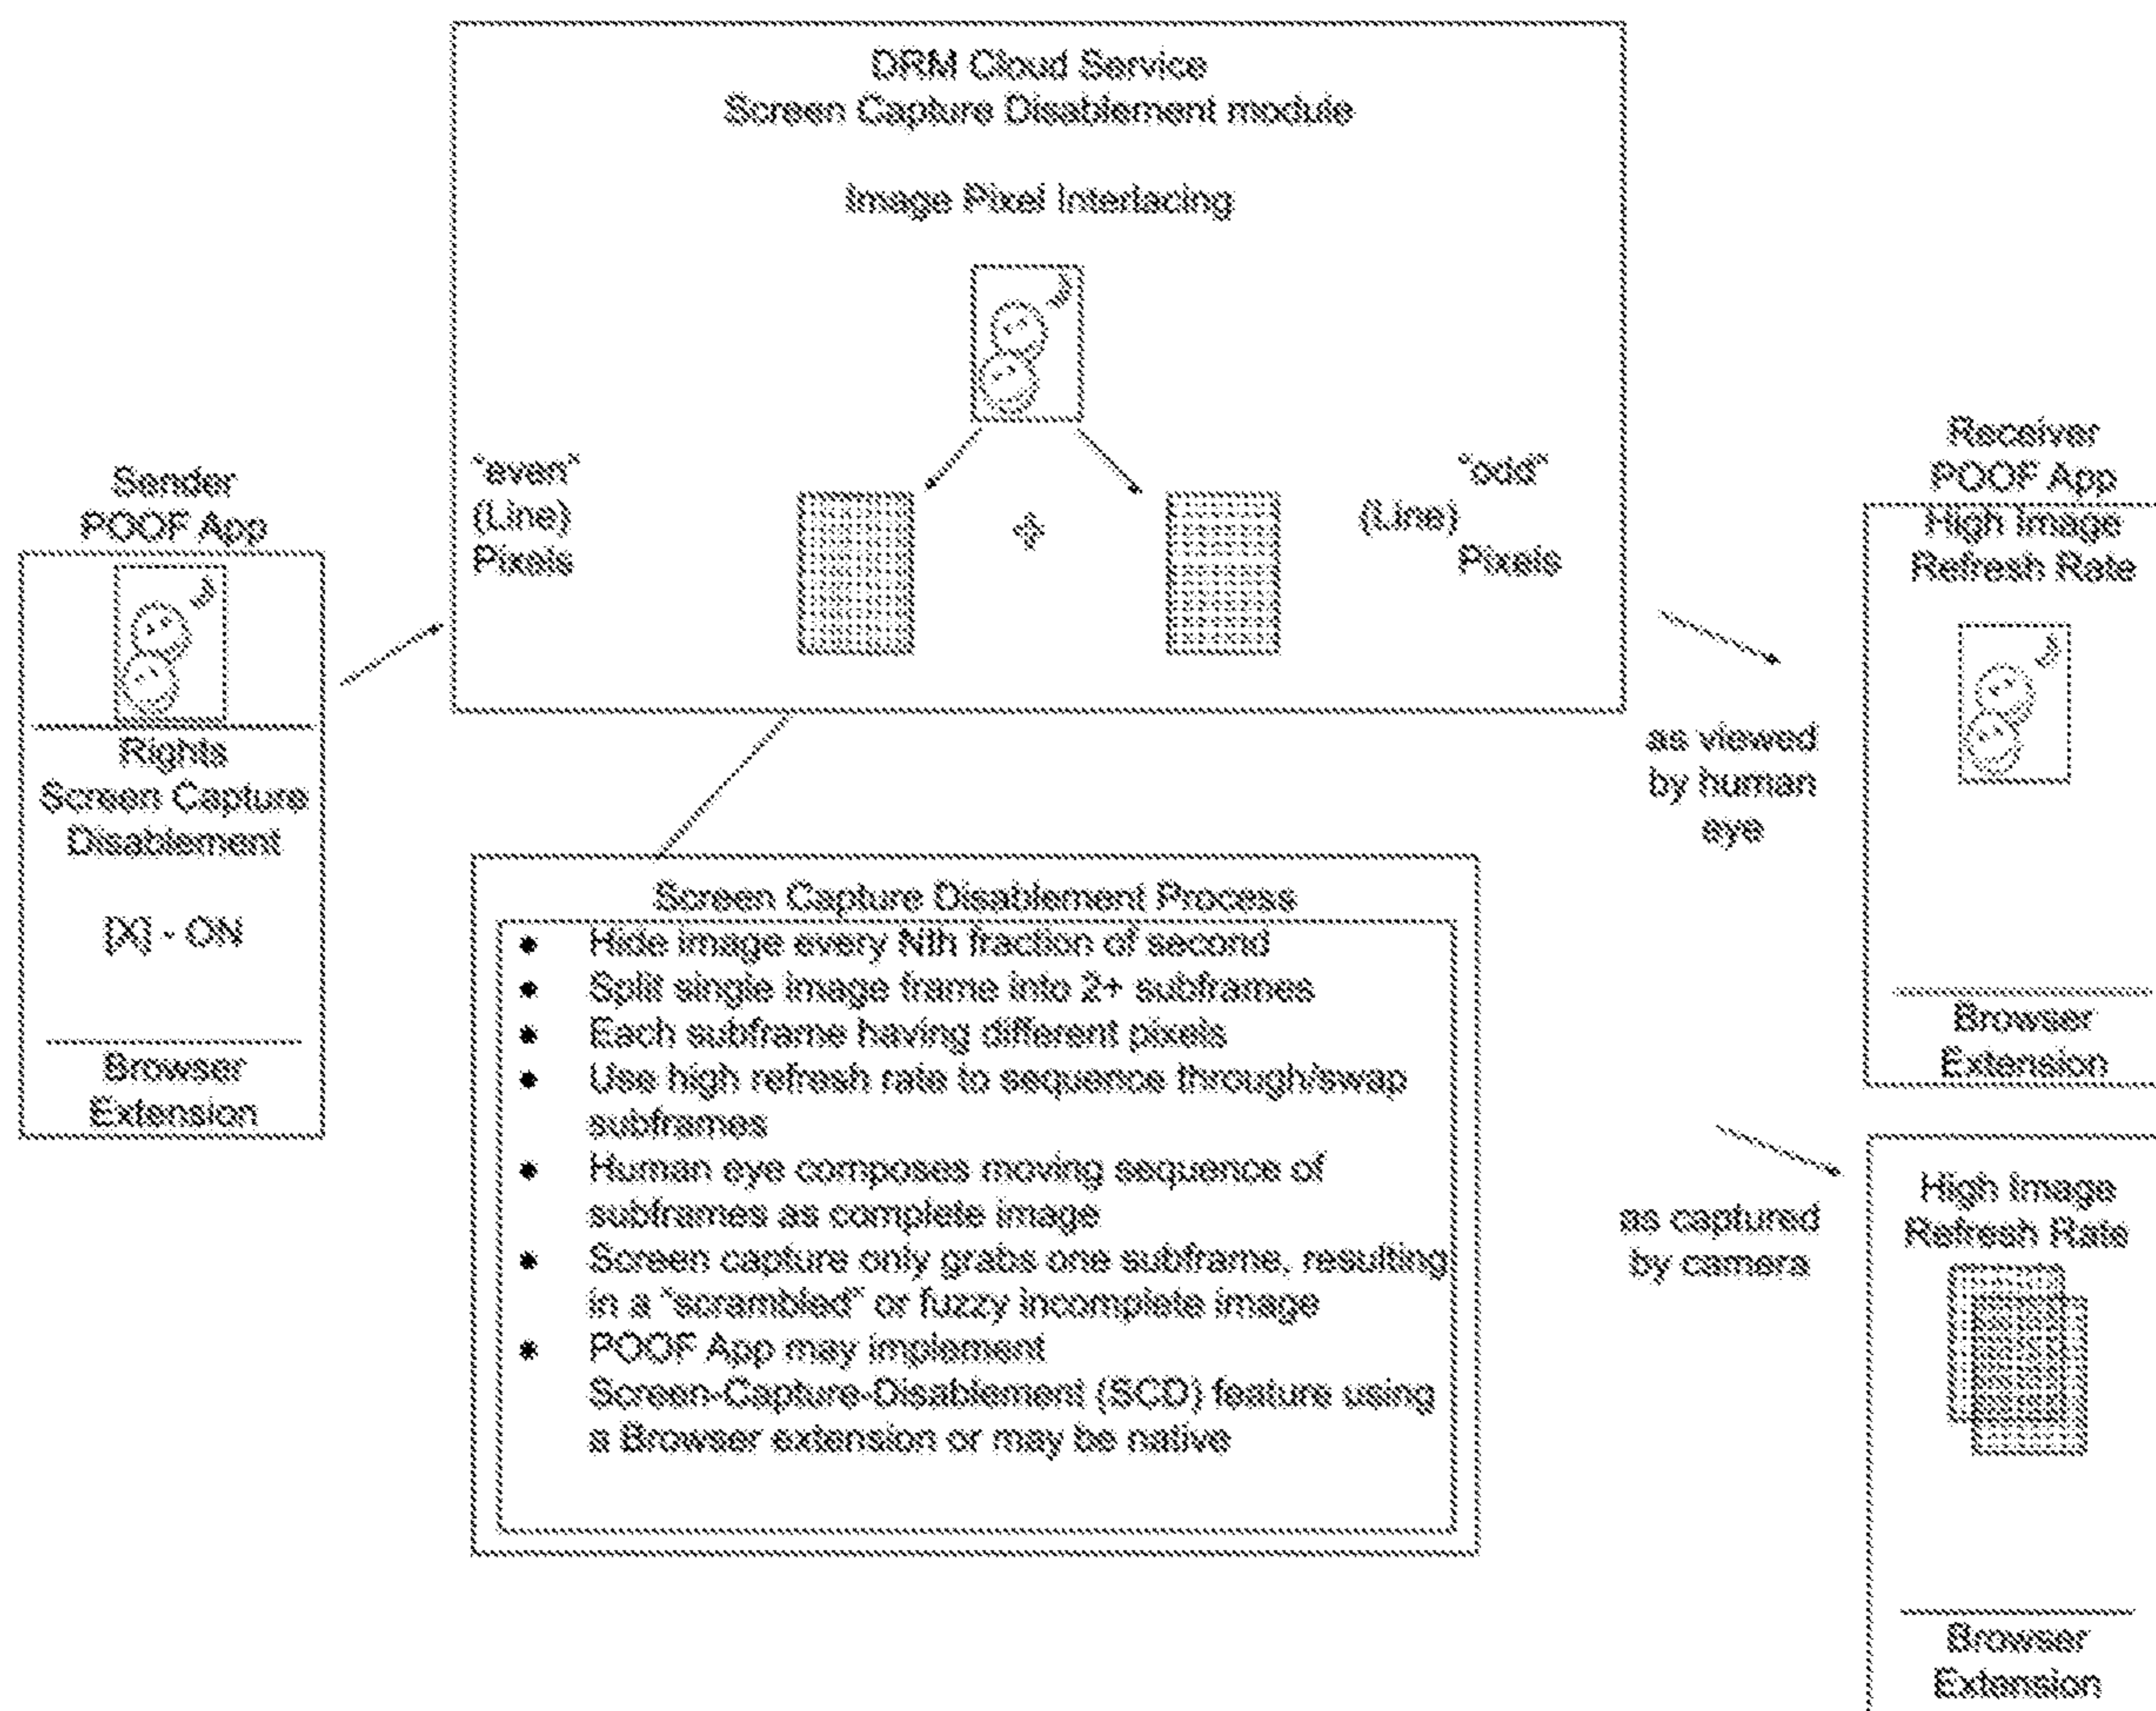 DRM Cloud Service
Screen Capture Disablement module
Image Pixel Interlacing
"even"
(Line)
Pixels
+
"odd"
(Line)
Pixels
Sender
POOF App
Rights
Screen Capture
Disablement
[X] - ON
Browser
Extension
Screen Capture Disablement Process
● Hide image every Nth fraction of second
● Split single image frame into 2+ subframes
● Each subframe having different pixels
● Use high refresh rate to sequence through/swap
subframes
● Human eye composes moving sequence of
subframes as complete image
● Screen capture only grabs one subframe, resulting
in a "scrambled" or fuzzy incomplete image
● POOF App may implement
Screen-Capture-Disablement (SCD) feature using
a Browser extension or may be native
as viewed
by human
eye
Receiver
POOF App
High Image
Refresh Rate
Browser
Extension
as captured
by camera
High Image
Refresh Rate
Browser
Extension